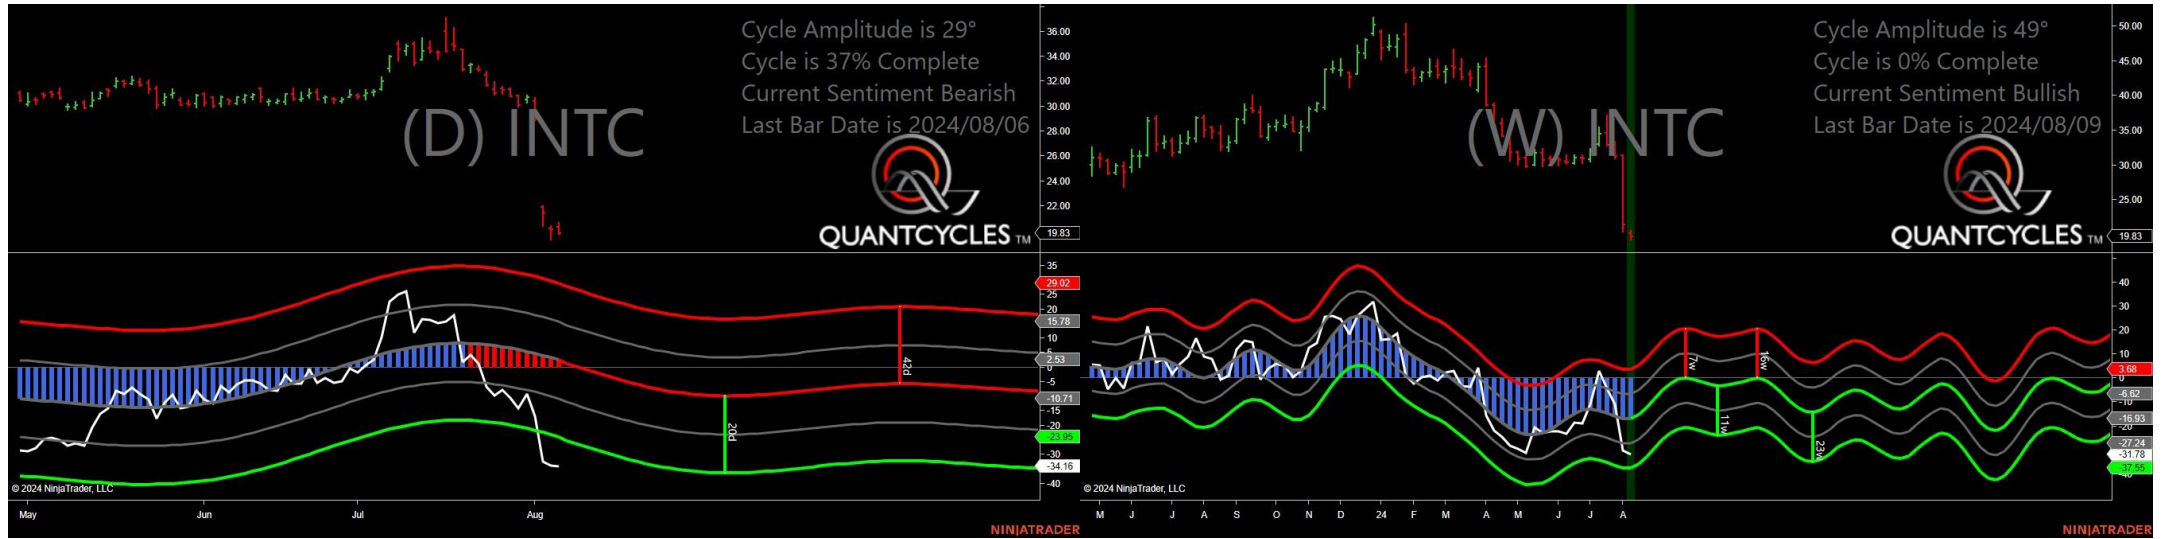 Cycle Amplitude is 29°
Cycle is 37% Complete
Current Sentiment Bearish
Last Bar Date is 2024/08/06
(D) INTC
QUANTCYCLES TM
36.00
34.00
32.00
30.00
28.00
26.00
24.00
22.00
19.83
35
29.02
25
20
15.78
10
5
2.53
0
-5
-10.71
-15
-23.95
-30
-34.16
-40
42d
20d
© 2024 NinjaTrader, LLC
May Jun Jul Aug
NINJATRADER
Cycle Amplitude is 49°
Cycle is 0% Complete
Current Sentiment Bullish
Last Bar Date is 2024/08/09
(W) INTC
QUANTCYCLES TM
50.00
45.00
40.00
35.00
30.00
25.00
19.83
40
30
20
10
3.68
0
-6.62
-10
-16.93
-20
-27.24
-31.78
-37.55
7w
16w
11w
23w
© 2024 NinjaTrader, LLC
M J J A S O N D 24 F M A M J J A
NINJATRADER